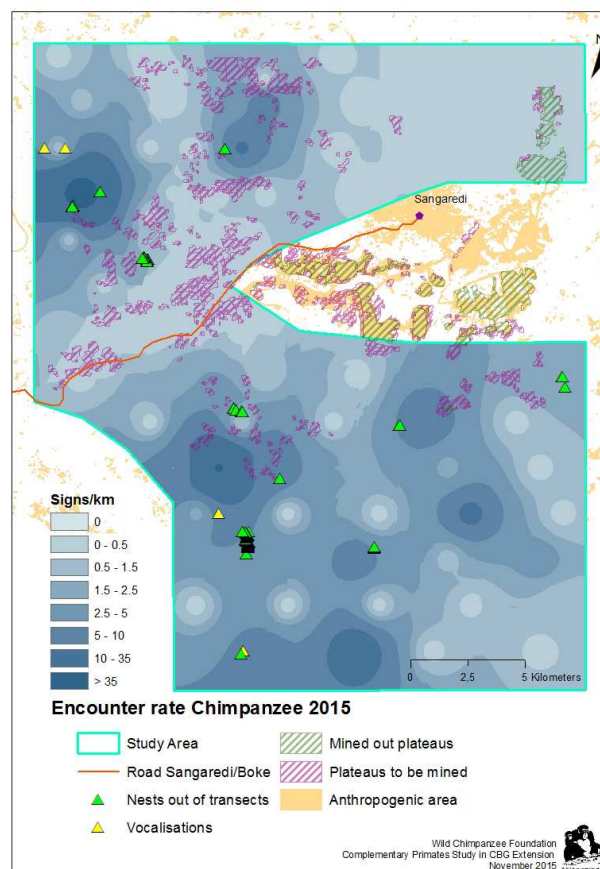 N
Sangaredi
Signs/km
0
0 - 0.5
0.5 - 1.5
1.5 - 2.5
2.5 - 5
5 - 10
10 - 35
> 35
0 2,5 5 Kilometers
Encounter rate Chimpanzee 2015
Study Area
Mined out plateaus
Road Sangaredi/Boke
Plateaus to be mined
Nests out of transects
Anthropogenic area
Vocalisations
Wild Chimpanzee Foundation
Complementary Primates Study in CBG Extension
November 2015